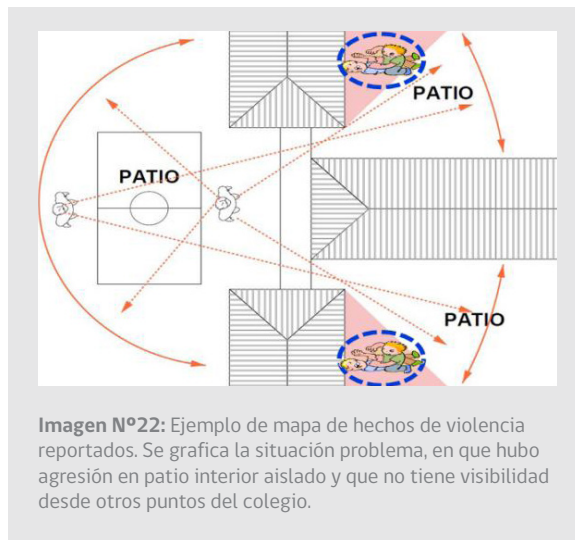 PATIO
PATIO
PATIO
Imagen Nº22: Ejemplo de mapa de hechos de violencia
reportados. Se grafica la situación problema, en que hubo
agresión en patio interior aislado y que no tiene visibilidad
desde otros puntos del colegio.